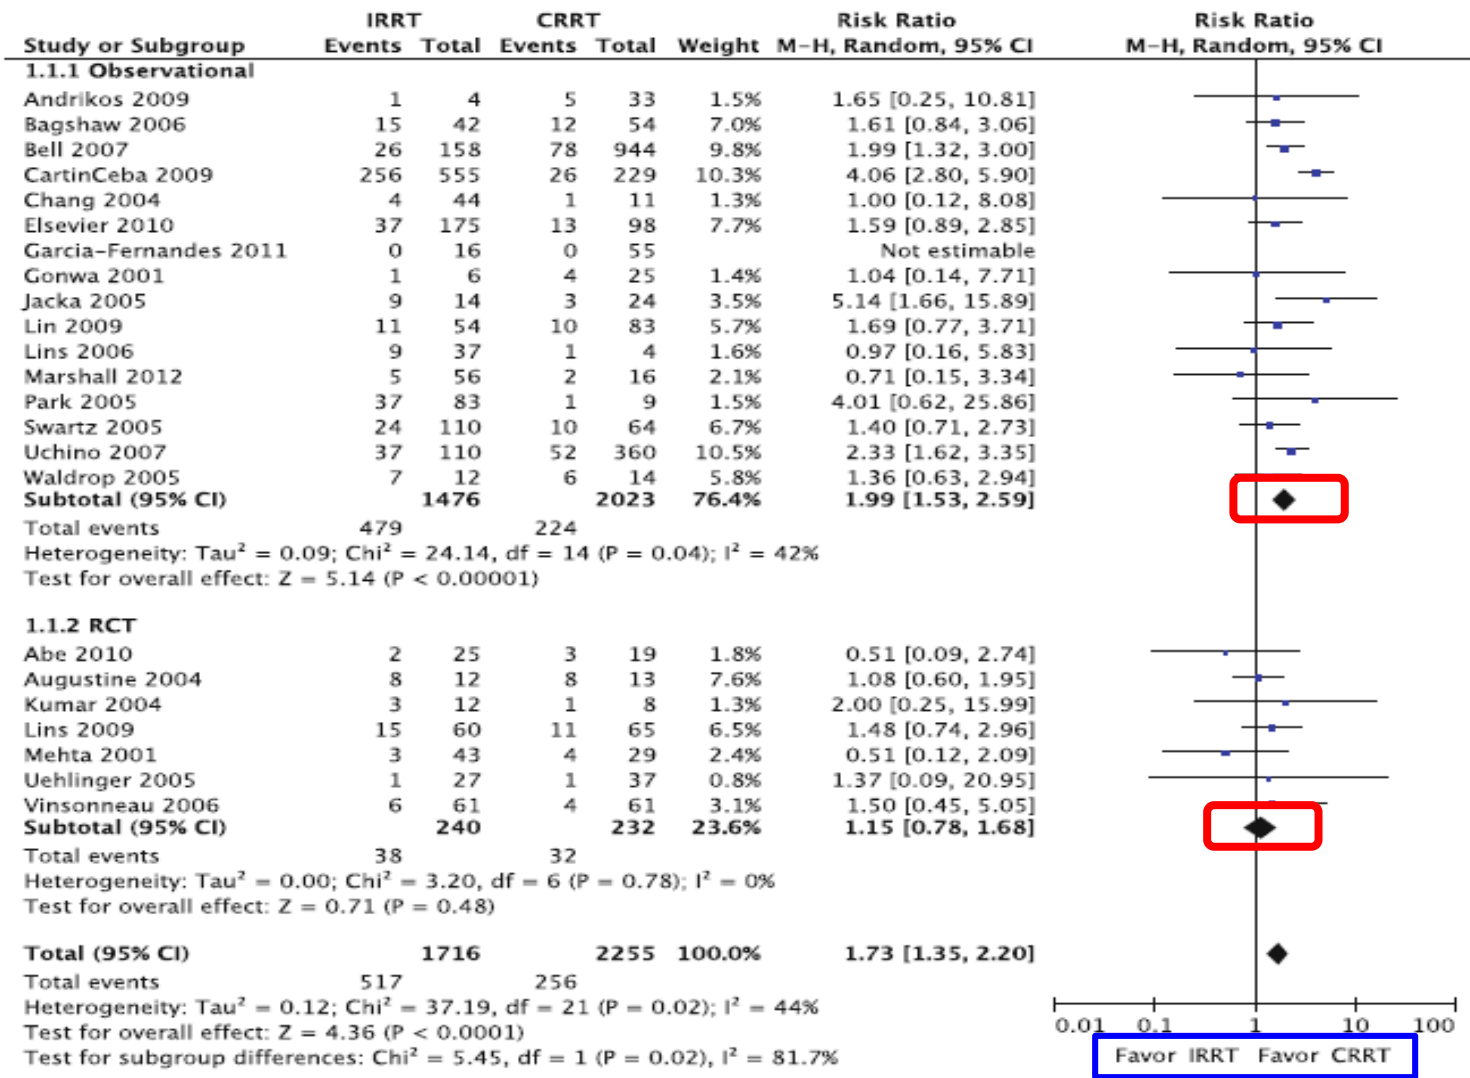 IRRT CRRT Risk Ratio Risk Ratio
Study or Subgroup Events Total Events Total Weight M-H, Random, 95% CI M-H, Random, 95% CI
1.1.1 Observational
Andrikos 2009 1 4 5 33 1.5% 1.65 [0.25, 10.81]
Bagshaw 2006 15 42 12 54 7.0% 1.61 [0.84, 3.06]
Bell 2007 26 158 78 944 9.8% 1.99 [1.32, 3.00]
CartinCeba 2009 256 555 26 229 10.3% 4.06 [2.80, 5.90]
Chang 2004 4 44 1 11 1.3% 1.00 [0.12, 8.08]
Elsevier 2010 37 175 13 98 7.7% 1.59 [0.89, 2.85]
Garcia-Fernandes 2011 0 16 0 55 Not estimable
Gonwa 2001 1 6 4 25 1.4% 1.04 [0.14, 7.71]
Jacka 2005 9 14 3 24 3.5% 5.14 [1.66, 15.89]
Lin 2009 11 54 10 83 5.7% 1.69 [0.77, 3.71]
Lins 2006 9 37 1 4 1.6% 0.97 [0.16, 5.83]
Marshall 2012 5 56 2 16 2.1% 0.71 [0.15, 3.34]
Park 2005 37 83 1 9 1.5% 4.01 [0.62, 25.86]
Swartz 2005 24 110 10 64 6.7% 1.40 [0.71, 2.73]
Uchino 2007 37 110 52 360 10.5% 2.33 [1.62, 3.35]
Waldrop 2005 7 12 6 14 5.8% 1.36 [0.63, 2.94]
Subtotal (95% CI) 1476 2023 76.4% 1.99 [1.53, 2.59]
Total events 479 224
Heterogeneity: Tau² = 0.09; Chi² = 24.14, df = 14 (P = 0.04); I² = 42%
Test for overall effect: Z = 5.14 (P < 0.00001)
1.1.2 RCT
Abe 2010 2 25 3 19 1.8% 0.51 [0.09, 2.74]
Augustine 2004 8 12 8 13 7.6% 1.08 [0.60, 1.95]
Kumar 2004 3 12 1 8 1.3% 2.00 [0.25, 15.99]
Lins 2009 15 60 11 65 6.5% 1.48 [0.74, 2.96]
Mehta 2001 3 43 4 29 2.4% 0.51 [0.12, 2.09]
Uehlinger 2005 1 27 1 37 0.8% 1.37 [0.09, 20.95]
Vinsonneau 2006 6 61 4 61 3.1% 1.50 [0.45, 5.05]
Subtotal (95% CI) 240 232 23.6% 1.15 [0.78, 1.68]
Total events 38 32
Heterogeneity: Tau² = 0.00; Chi² = 3.20, df = 6 (P = 0.78); I² = 0%
Test for overall effect: Z = 0.71 (P = 0.48)
Total (95% CI) 1716 2255 100.0% 1.73 [1.35, 2.20]
Total events 517 256
Heterogeneity: Tau² = 0.12; Chi² = 37.19, df = 21 (P = 0.02); I² = 44%
Test for overall effect: Z = 4.36 (P < 0.0001)
Test for subgroup differences: Chi² = 5.45, df = 1 (P = 0.02), I² = 81.7%
0.01 0.1 1 10 100
Favor IRRT Favor CRRT